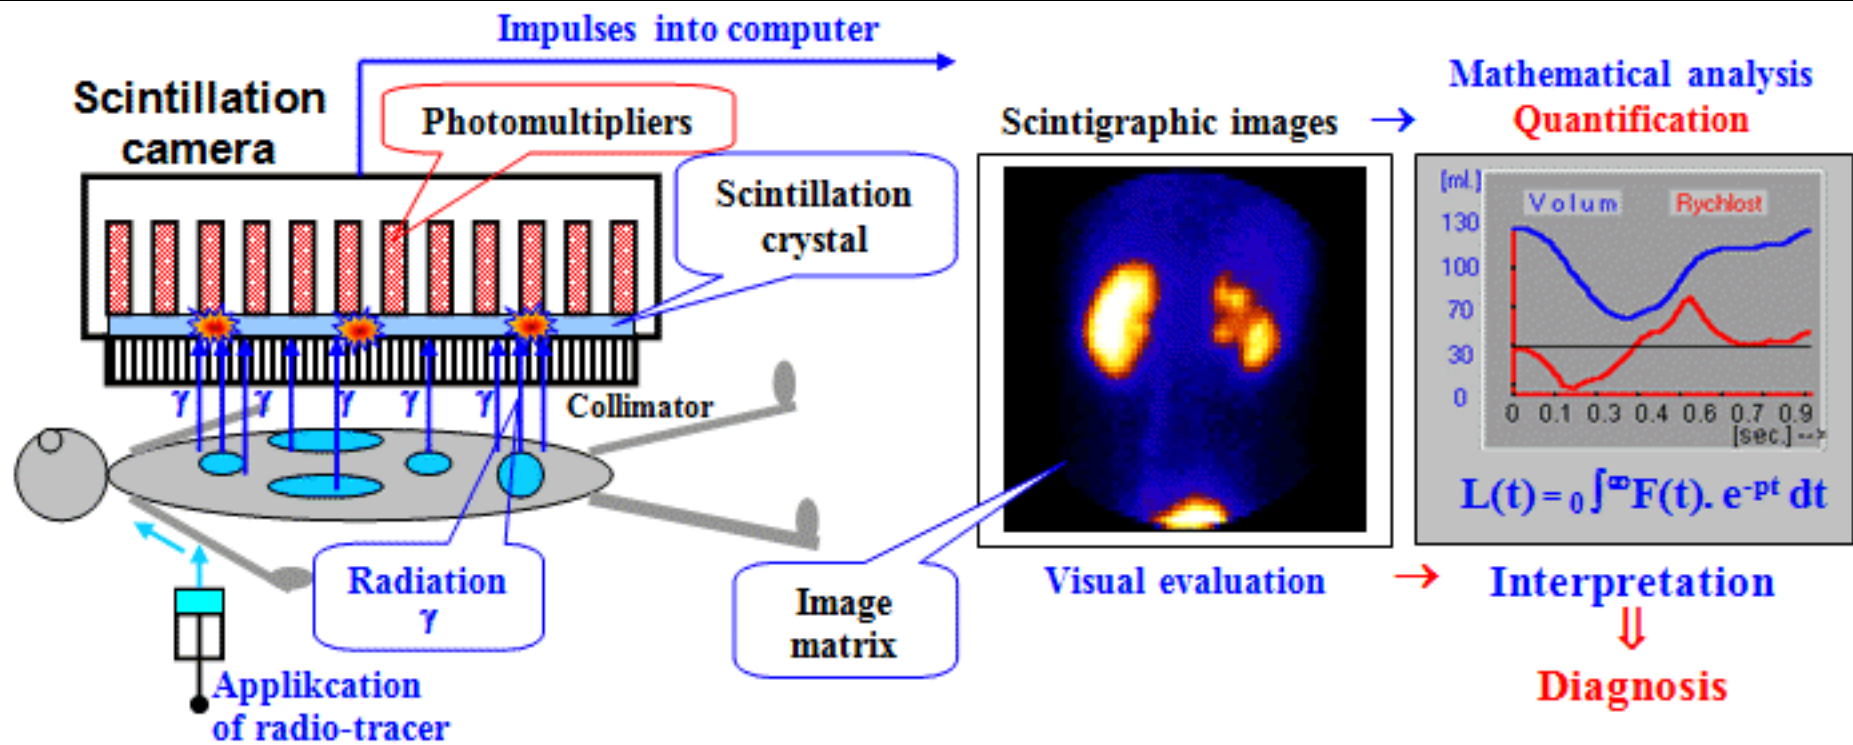 Impulses into computer
Scintillation
camera
Photomultipliers
Scintillation
crystal
γ γ γ γ γ
Collimator
Radiation
γ
Applikcation
of radio-tracer
Scintigraphic images →
Image
matrix
Visual evaluation →
Mathematical analysis
Quantification
[ml.]
Volum Rychlost
130
100
70
30
0
0 0.1 0.3 0.4 0.6 0.7 0.9
[sec.] -->
L(t) = ₀∫^∞ F(t). e^-pt dt
Interpretation
⇓
Diagnosis